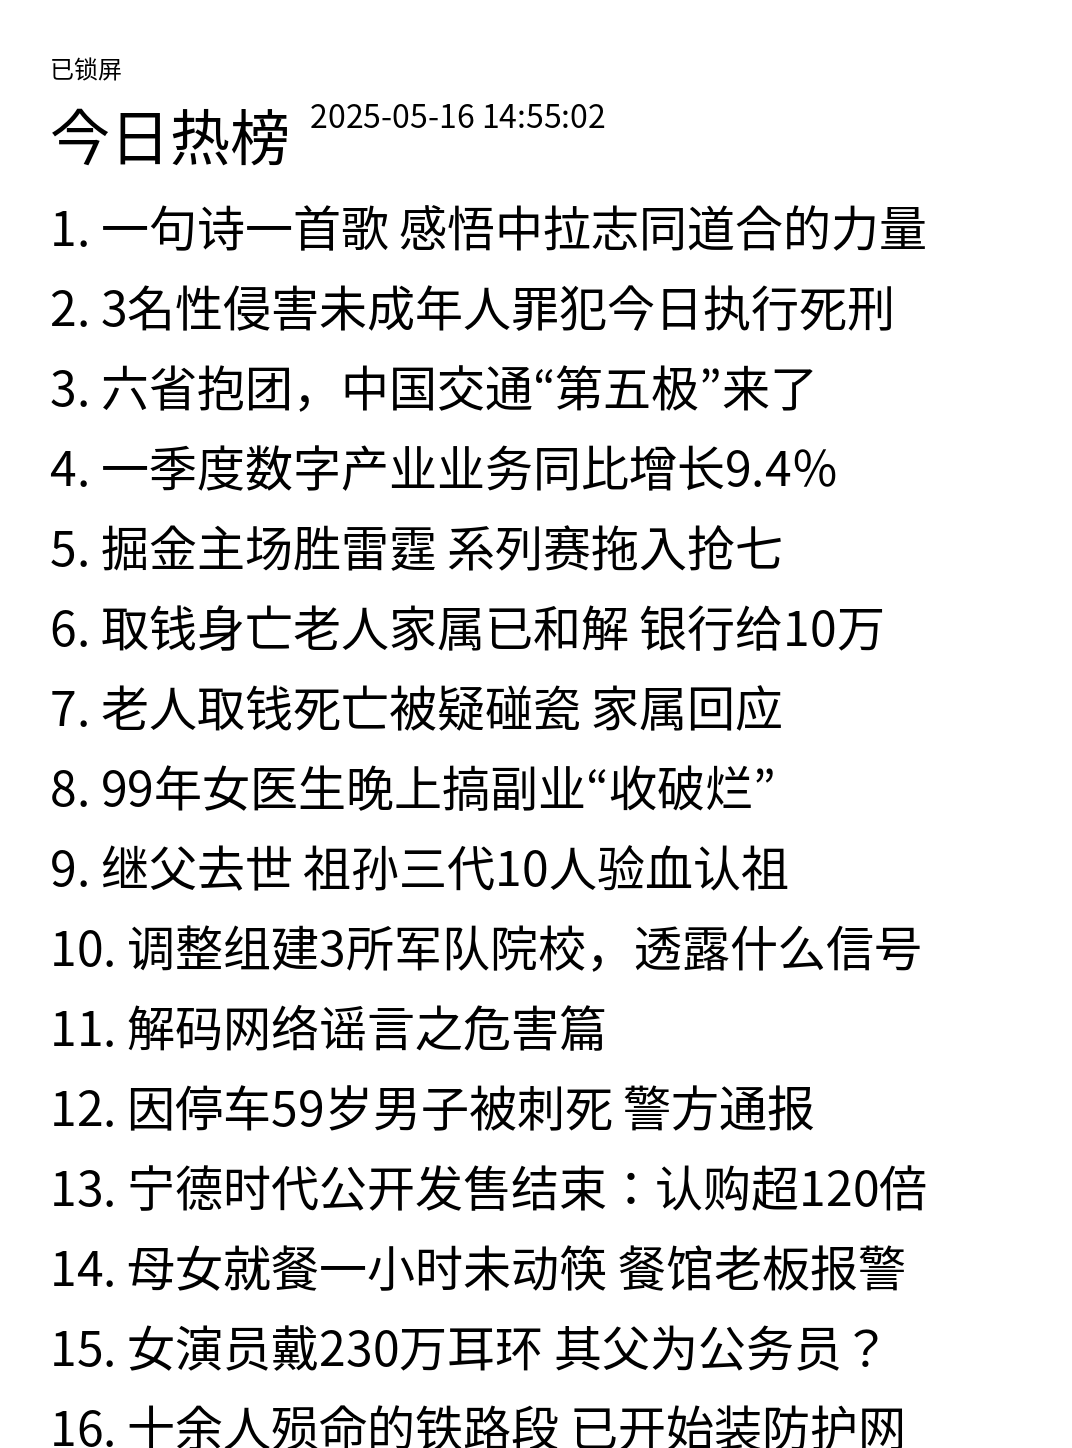 已锁屏
今日热榜 2025-05-16 14:55:02
1. 一句诗一首歌 感悟中拉志同道合的力量
2. 3名性侵害未成年人罪犯今日执行死刑
3. 六省抱团，中国交通“第五极”来了
4. 一季度数字产业业务同比增长9.4%
5. 掘金主场胜雷霆 系列赛拖入抢七
6. 取钱身亡老人家属已和解 银行给10万
7. 老人取钱死亡被疑碰瓷 家属回应
8. 99年女医生晚上搞副业“收破烂”
9. 继父去世 祖孙三代10人验血认祖
10. 调整组建3所军队院校，透露什么信号
11. 解码网络谣言之危害篇
12. 因停车59岁男子被刺死 警方通报
13. 宁德时代公开发售结束：认购超120倍
14. 母女就餐一小时未动筷 餐馆老板报警
15. 女演员戴230万耳环 其父为公务员？
16. 十余人殒命的铁路段 已开始装防护网